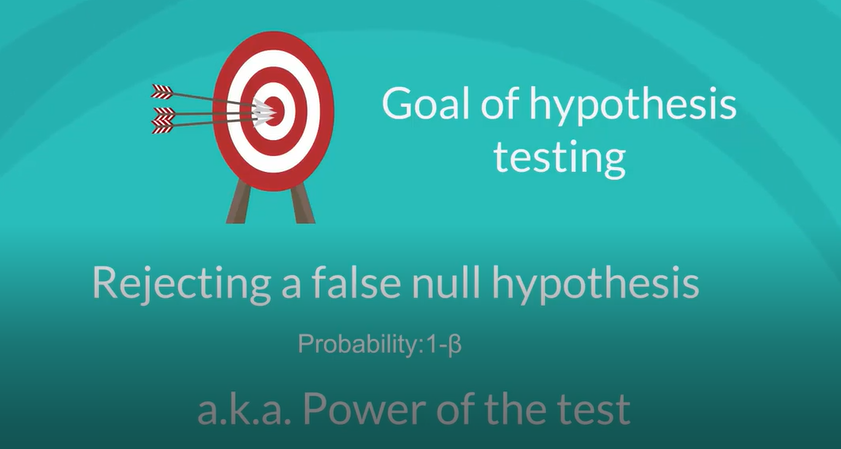 Goal of hypothesis
testing
Rejecting a false null hypothesis
Probability:1-β
a.k.a. Power of the test